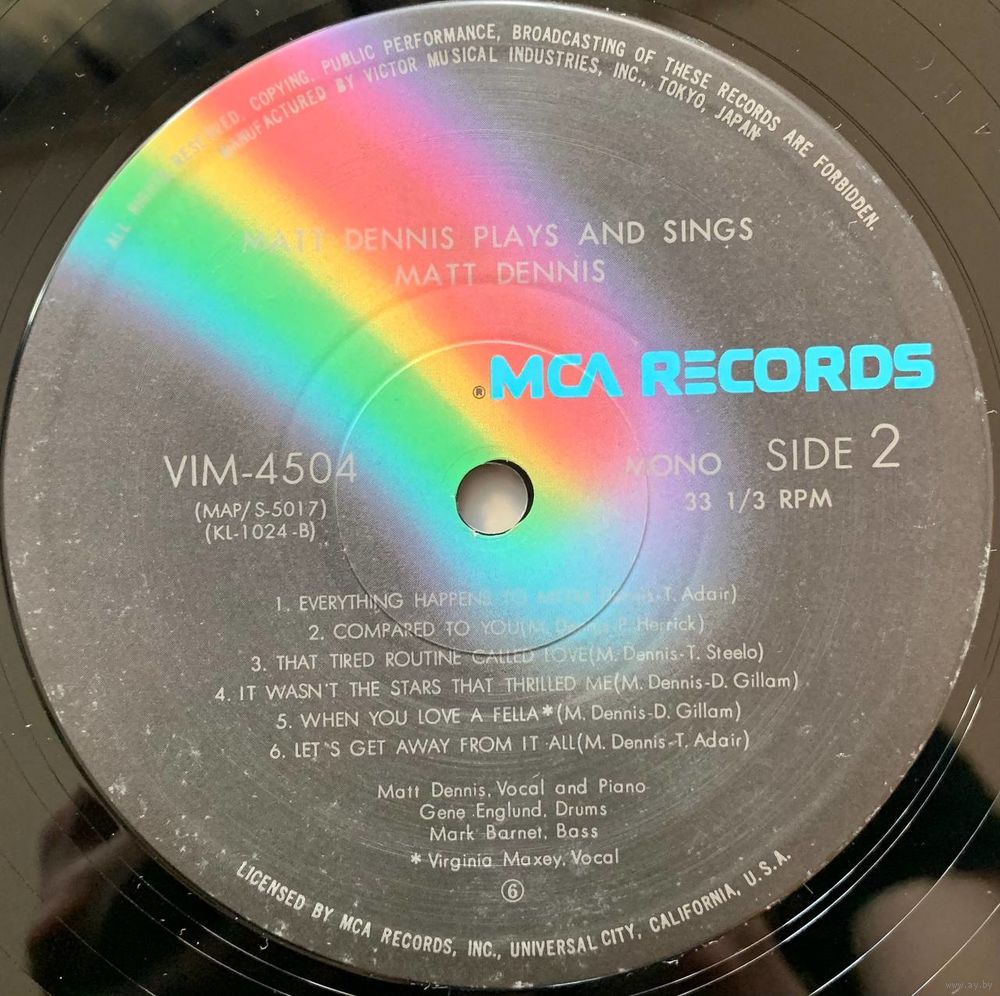 ALL RIGHTS RESERVED. COPYING. PUBLIC PERFORMANCE, BROADCASTING OF THESE RECORDS ARE FORBIDDEN.
MANUFACTURED BY VICTOR MUSICAL INDUSTRIES, INC., TOKYO, JAPAN
MATT DENNIS PLAYS AND SINGS
MATT DENNIS
® MCA RECORDS
VIM-4504
(MAP/S-5017)
(KL-1024-B)
MONO SIDE 2
33 1/3 RPM
1. EVERYTHING HAPPENS TO ME(M. Dennis-T. Adair)
2. COMPARED TO YOU(M. Dennis-P. Herrick)
3. THAT TIRED ROUTINE CALLED LOVE(M. Dennis-T. Steelo)
4. IT WASN'T THE STARS THAT THRILLED ME(M. Dennis-D. Gillam)
5. WHEN YOU LOVE A FELLA*(M. Dennis-D. Gillam)
6. LET'S GET AWAY FROM IT ALL(M. Dennis-T. Adair)
Matt Dennis, Vocal and Piano
Gene Englund, Drums
Mark Barnet, Bass
* Virginia Maxey, Vocal
⑥
LICENSED BY MCA RECORDS, INC., UNIVERSAL CITY, CALIFORNIA, U.S.A.
www.ay.by